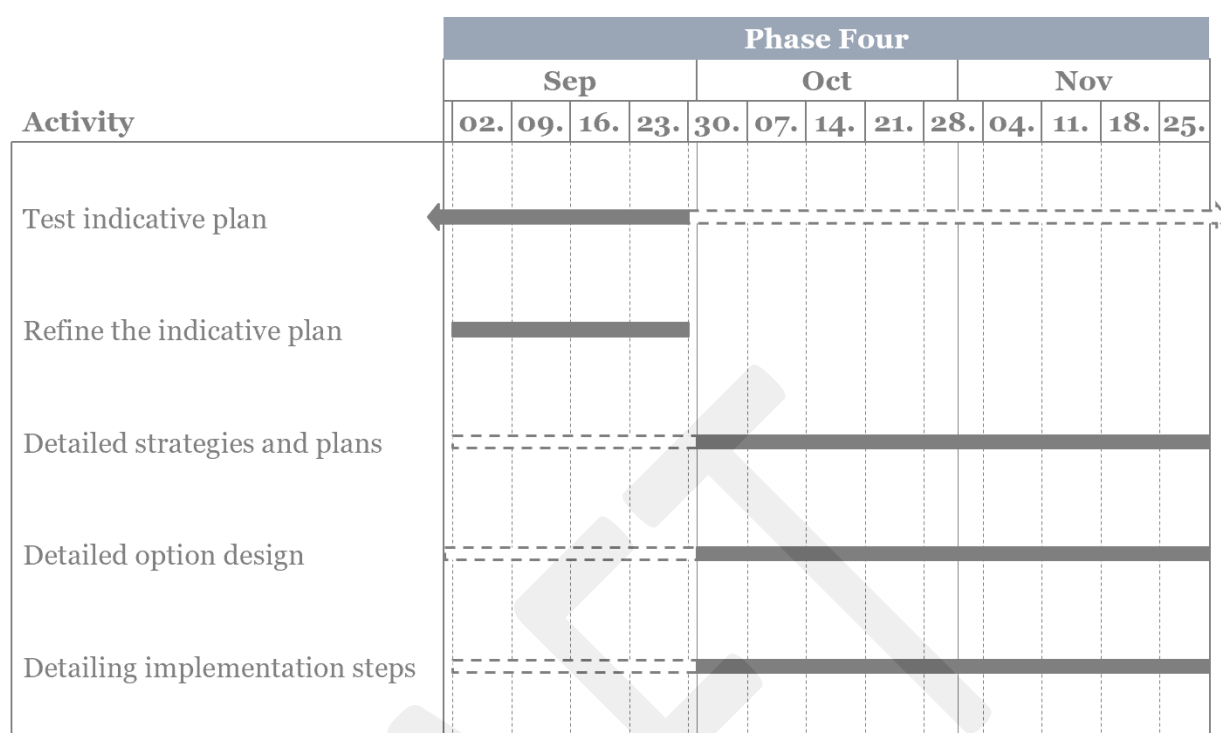 Phase Four
Sep Oct Nov
Activity 02. 09. 16. 23. 30. 07. 14. 21. 28. 04. 11. 18. 25.
Test indicative plan
Refine the indicative plan
Detailed strategies and plans
Detailed option design
Detailing implementation steps